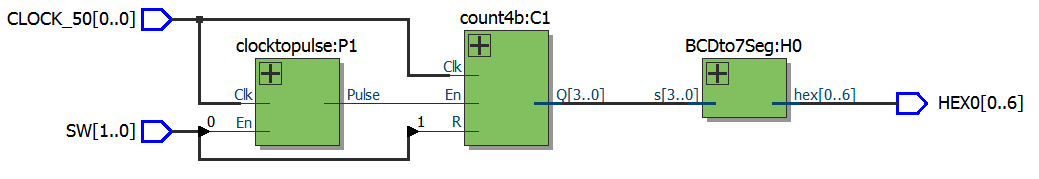 count4b:C1
CLOCK_50[0..0]
clocktopulse:P1
BCDto7Seg:H0
Clk
Clk Pulse En Q[3..0] s[3..0] hex[0..6] HEX0[0..6]
SW[1..0] 0 En 1 R